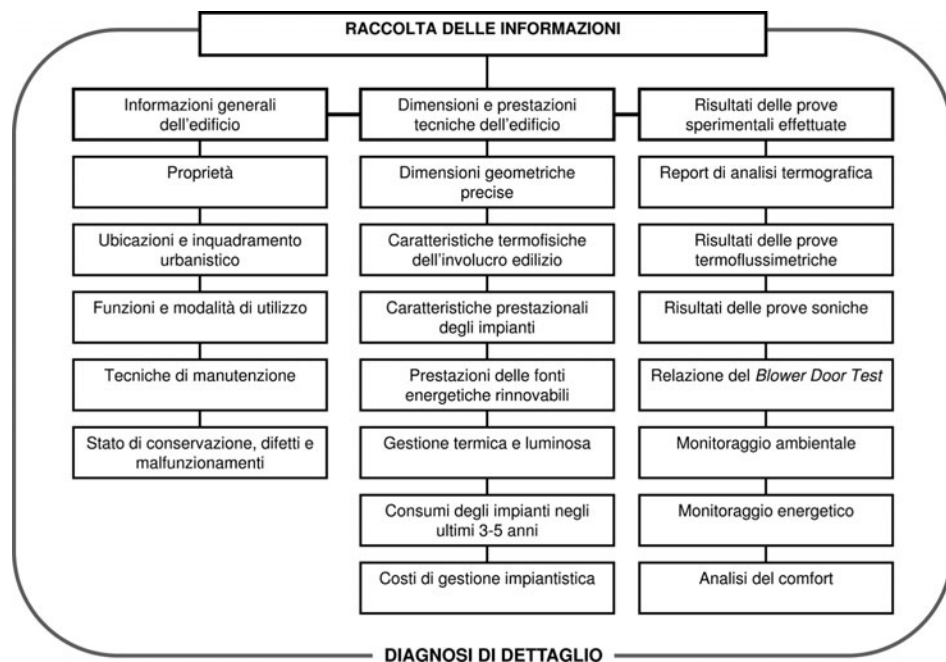 RACCOLTA DELLE INFORMAZIONI
Informazioni generali
dell'edificio
Proprietà
Ubicazioni e inquadramento
urbanistico
Funzioni e modalità di utilizzo
Tecniche di manutenzione
Stato di conservazione, difetti e
malfunzionamenti
Dimensioni e prestazioni
tecniche dell'edificio
Dimensioni geometriche
precise
Caratteristiche termofisiche
dell'involucro edilizio
Caratteristiche prestazionali
degli impianti
Prestazioni delle fonti
energetiche rinnovabili
Gestione termica e luminosa
Consumi degli impianti negli
ultimi 3-5 anni
Costi di gestione impiantistica
Risultati delle prove
sperimentali effettuate
Report di analisi termografica
Risultati delle prove
termoflussimetriche
Risultati delle prove soniche
Relazione del Blower Door Test
Monitoraggio ambientale
Monitoraggio energetico
Analisi del comfort
DIAGNOSI DI DETTAGLIO